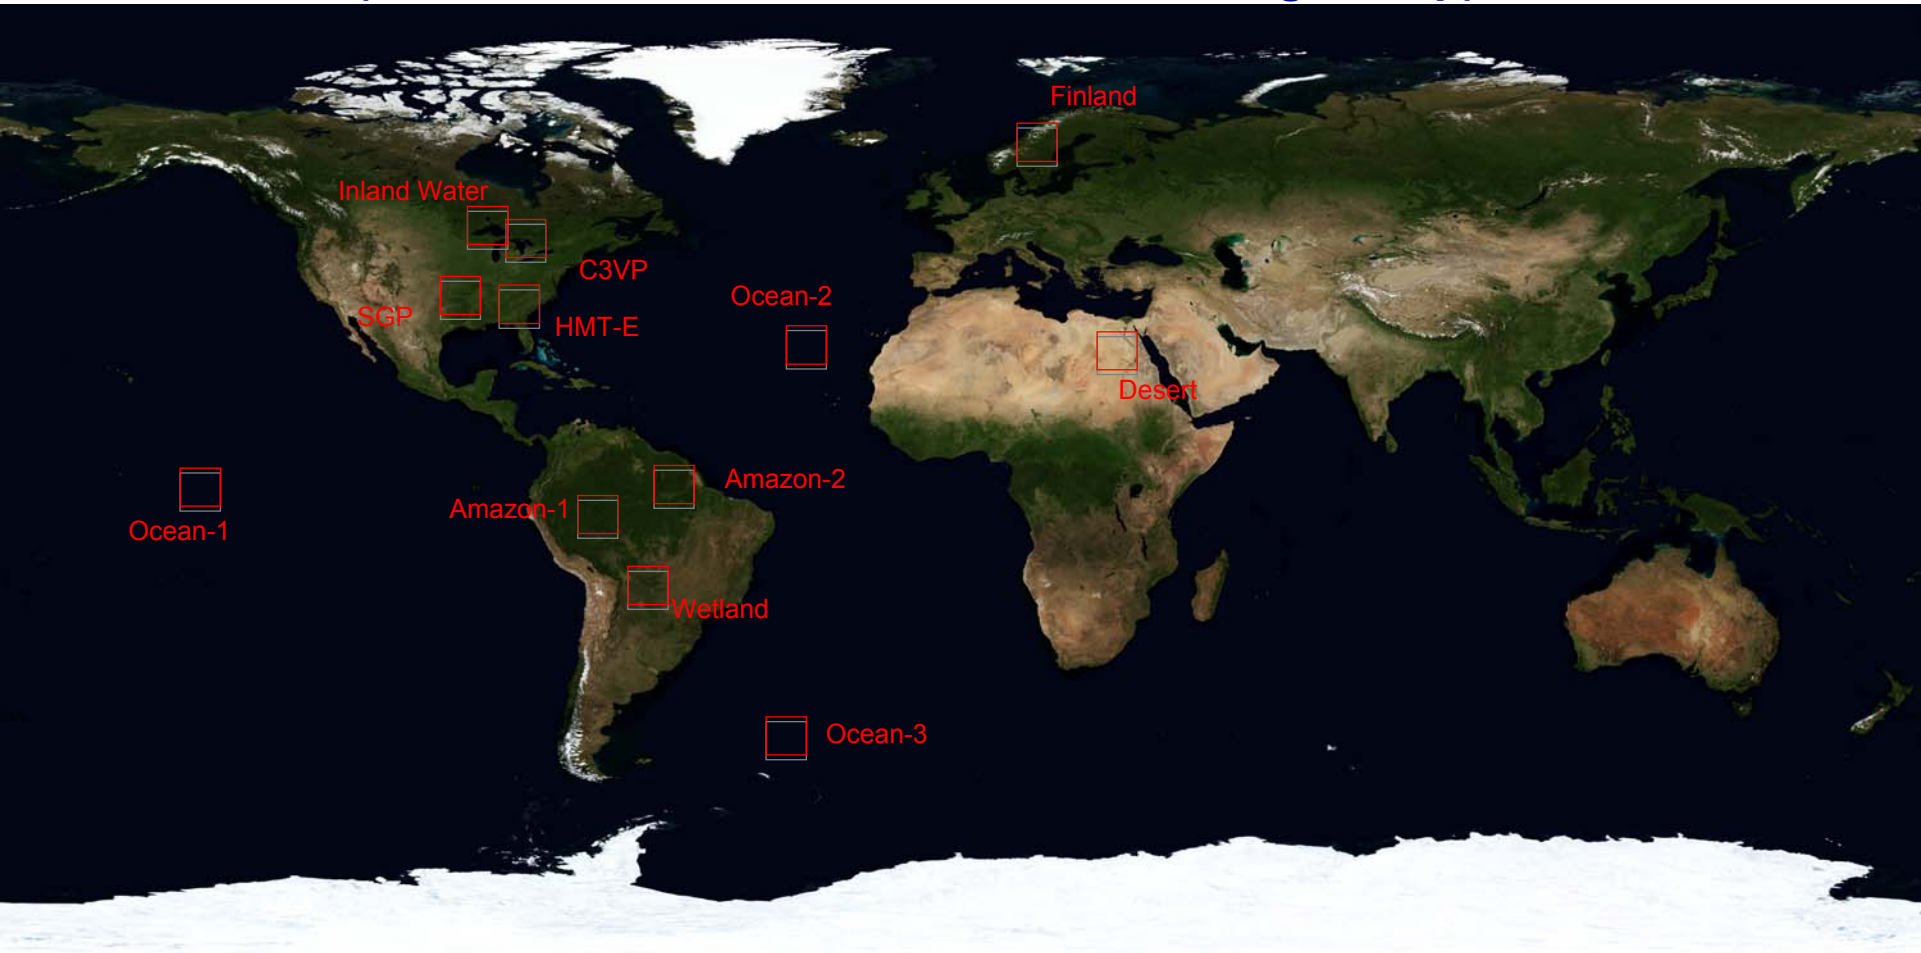 Finland
Inland Water
C3VP
Ocean-2
SGP
HMT-E
Desert
Amazon-2
Amazon-1
Ocean-1
Wetland
Ocean-3